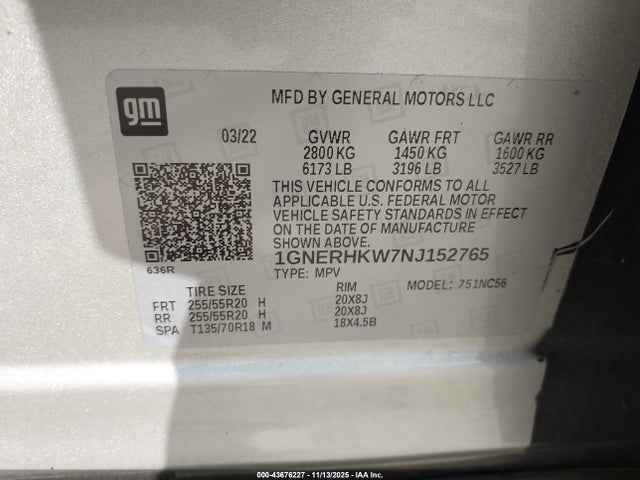 gm
MFD BY GENERAL MOTORS LLC
03/22 GVWR GAWR FRT GAWR RR
2800 KG 1450 KG 1600 KG
6173 LB 3196 LB 3527 LB
THIS VEHICLE CONFORMS TO ALL
APPLICABLE U.S. FEDERAL MOTOR
VEHICLE SAFETY STANDARDS IN EFFECT
ON THE DATE OF MANUFACTURE
SHOWN ABOVE.
1GNERHKW7NJ152765
TYPE: MPV MODEL: 751NC56
636R
TIRE SIZE RIM
FRT 255/55R20 H 20X8J
RR 255/55R20 H 20X8J
SPA T135/70R18 M 18X4.5B
000-43676227 - 11/13/2025 - IAA Inc.